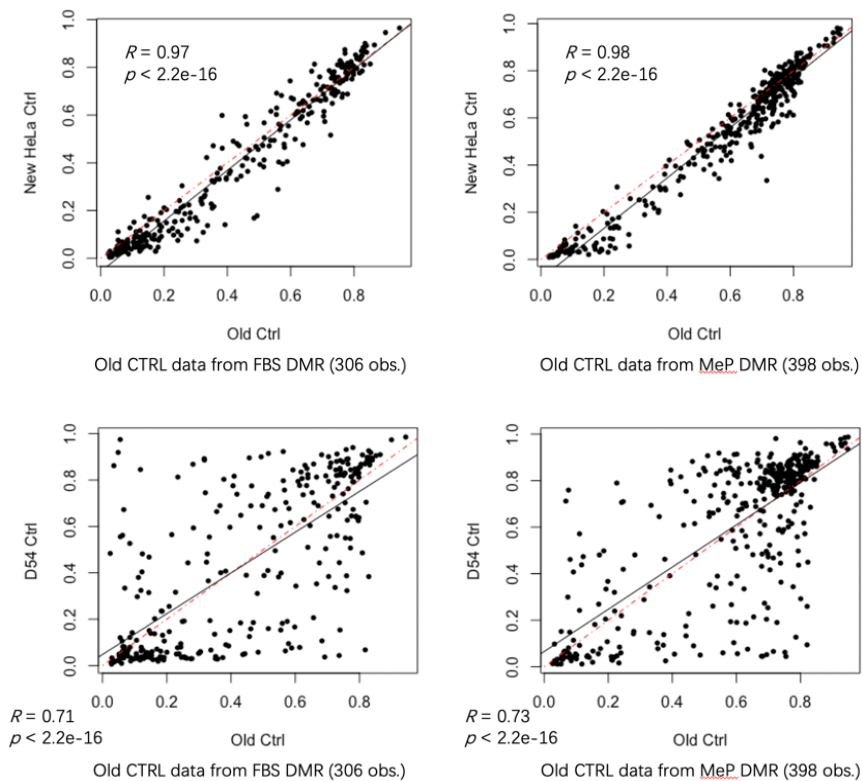 R = 0.97
p < 2.2e-16
New HeLa Ctrl
0.0 0.2 0.4 0.6 0.8 1.0
0.0 0.2 0.4 0.6 0.8
Old Ctrl
Old CTRL data from FBS DMR (306 obs.)
R = 0.98
p < 2.2e-16
New HeLa Ctrl
0.0 0.2 0.4 0.6 0.8 1.0
0.0 0.2 0.4 0.6 0.8
Old Ctrl
Old CTRL data from MeP DMR (398 obs.)
D54 Ctrl
0.0 0.2 0.4 0.6 0.8 1.0
0.0 0.2 0.4 0.6 0.8
R = 0.71
p < 2.2e-16
Old Ctrl
Old CTRL data from FBS DMR (306 obs.)
D54 Ctrl
0.0 0.2 0.4 0.6 0.8 1.0
0.0 0.2 0.4 0.6 0.8
R = 0.73
p < 2.2e-16
Old Ctrl
Old CTRL data from MeP DMR (398 obs.)